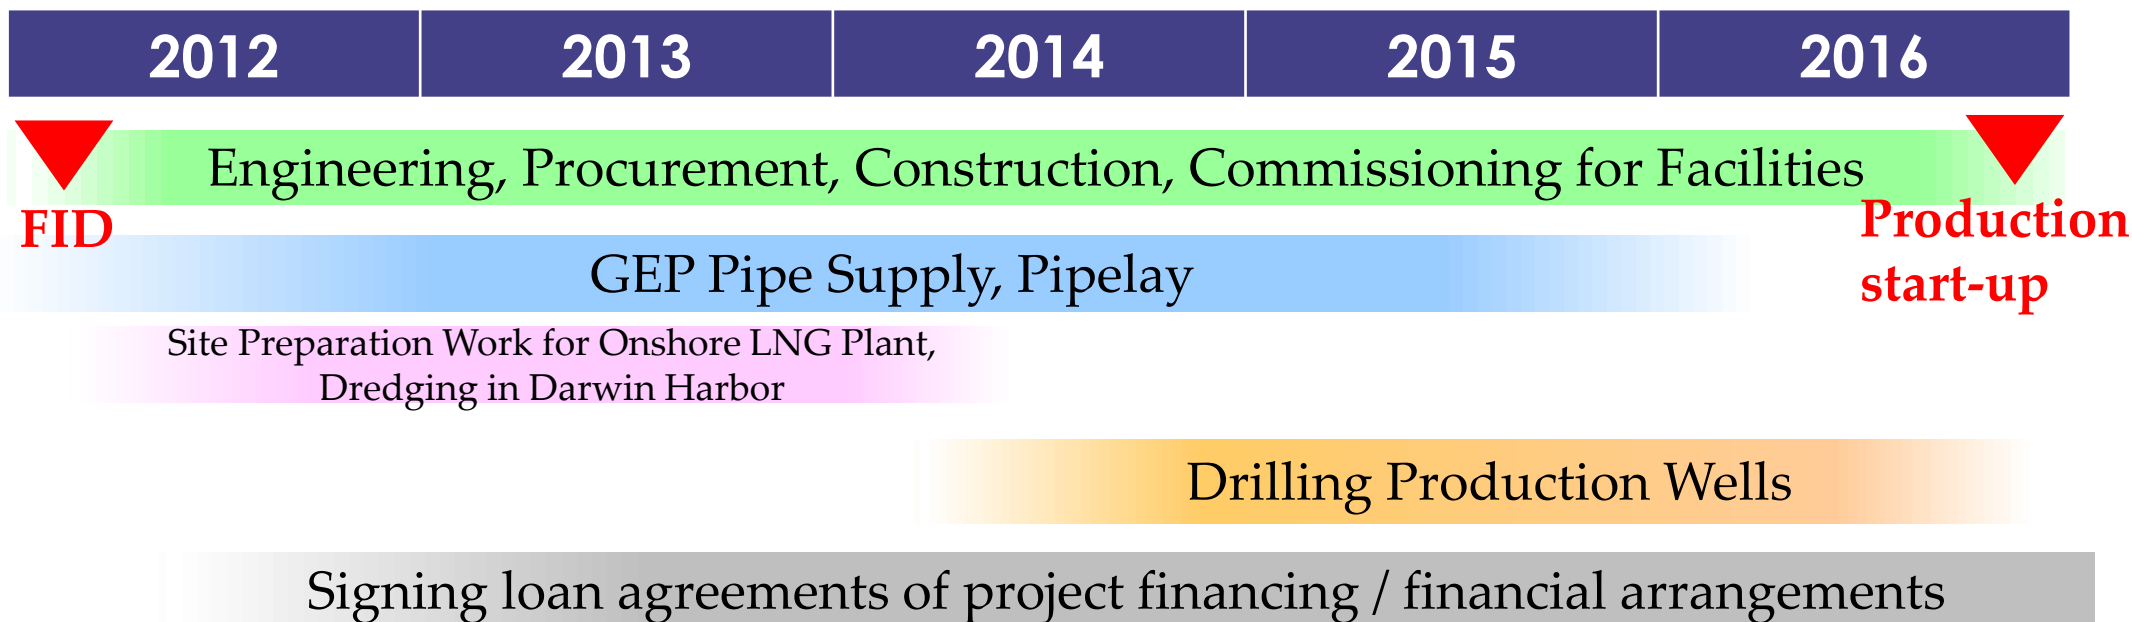 2012 2013 2014 2015 2016
Engineering, Procurement, Construction, Commissioning for Facilities
FID
Production
start-up
GEP Pipe Supply, Pipelay
Site Preparation Work for Onshore LNG Plant,
Dredging in Darwin Harbor
Drilling Production Wells
Signing loan agreements of project financing / financial arrangements